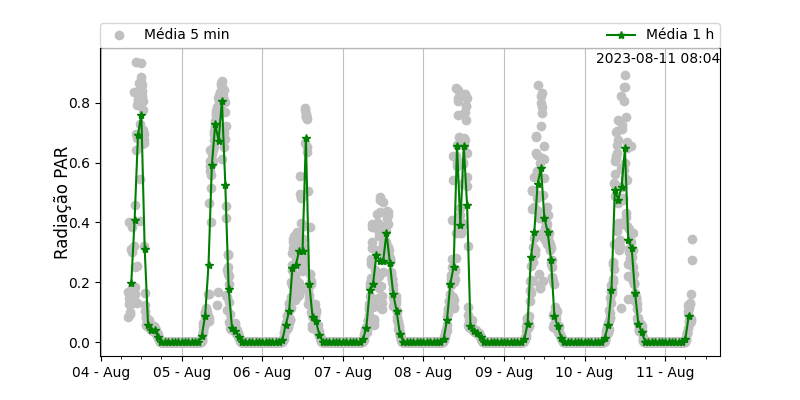 Média 5 min
Média 1 h
2023-08-11 08:04
Radiação PAR
0.8
0.6
0.4
0.2
0.0
04 - Aug
05 - Aug
06 - Aug
07 - Aug
08 - Aug
09 - Aug
10 - Aug
11 - Aug